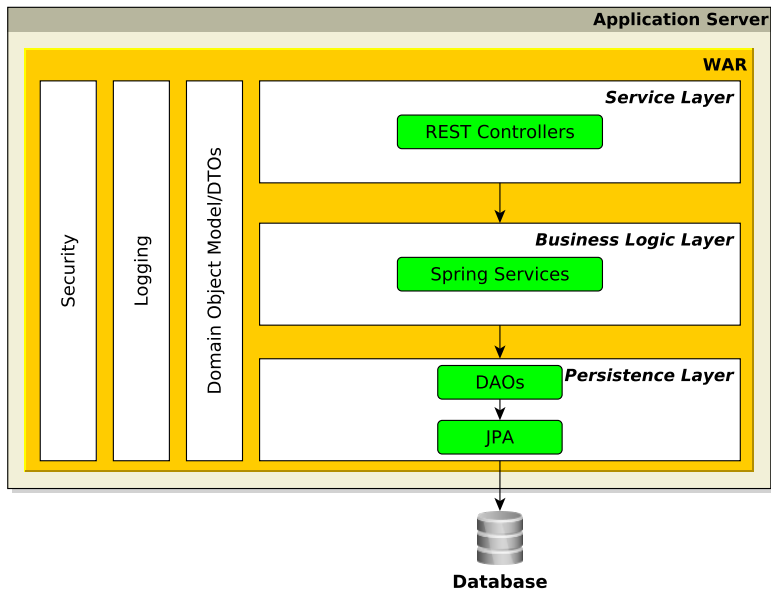 Application Server
WAR
Security
Logging
Domain Object Model/DTOs
Service Layer
REST Controllers
Business Logic Layer
Spring Services
Persistence Layer
DAOs
JPA
Database